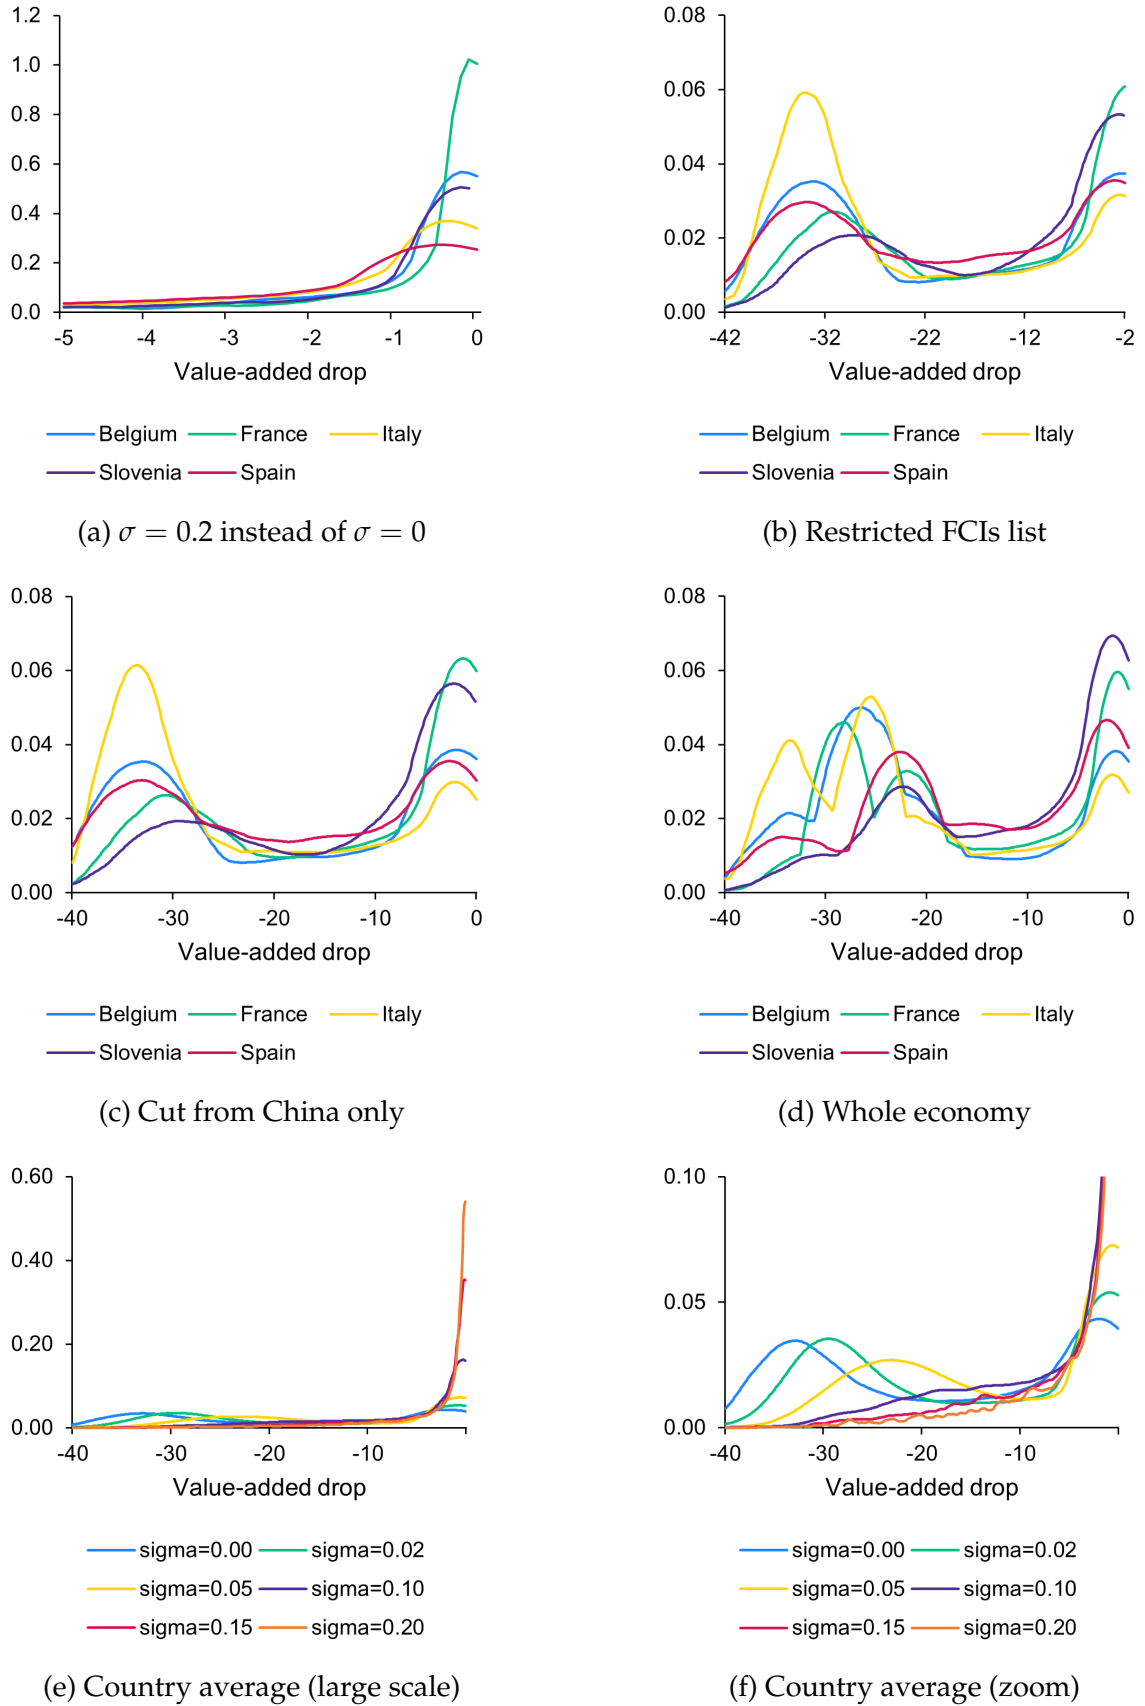 1.2
1.0
0.8
0.6
0.4
0.2
0.0
-5 -4 -3 -2 -1 0
Value-added drop
Belgium France Italy
Slovenia Spain
(a) σ = 0.2 instead of σ = 0
0.08
0.06
0.04
0.02
0.00
-42 -32 -22 -12 -2
Value-added drop
Belgium France Italy
Slovenia Spain
(b) Restricted FCIs list
0.08
0.06
0.04
0.02
0.00
-40 -30 -20 -10 0
Value-added drop
Belgium France Italy
Slovenia Spain
(c) Cut from China only
0.08
0.06
0.04
0.02
0.00
-40 -30 -20 -10 0
Value-added drop
Belgium France Italy
Slovenia Spain
(d) Whole economy
0.60
0.40
0.20
0.00
-40 -30 -20 -10
Value-added drop
sigma=0.00 sigma=0.02
sigma=0.05 sigma=0.10
sigma=0.15 sigma=0.20
(e) Country average (large scale)
0.10
0.05
0.00
-40 -30 -20 -10
Value-added drop
sigma=0.00 sigma=0.02
sigma=0.05 sigma=0.10
sigma=0.15 sigma=0.20
(f) Country average (zoom)